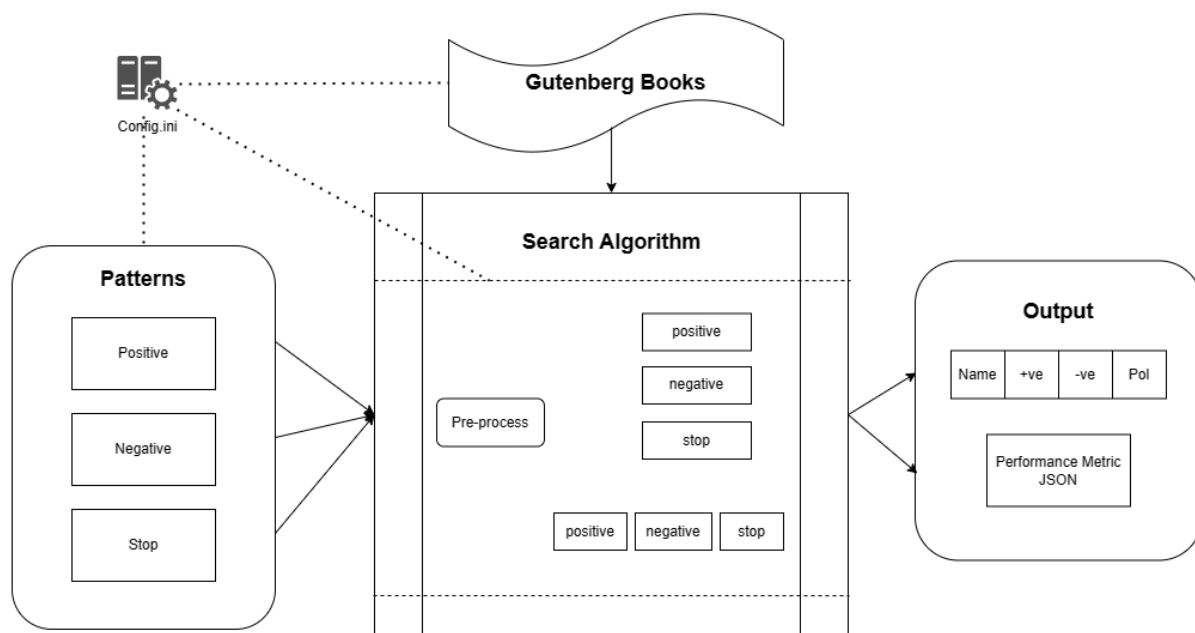 Gutenberg Books
Config.ini
Search Algorithm
Patterns
Positive
Negative
Stop
Pre-process
positive
negative
stop
positive negative stop
Output
Name +ve -ve Pol
Performance Metric
JSON